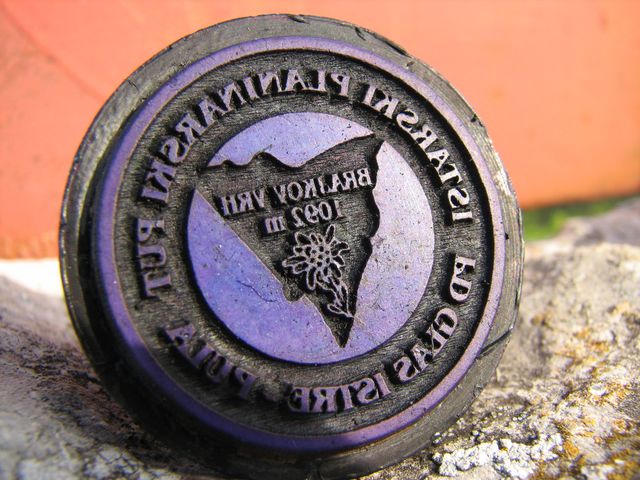 ISTARSKI PLANINARSKI PUT
BRAJKOV VRH
1092 m
PD GLAS ISTRE - PULA